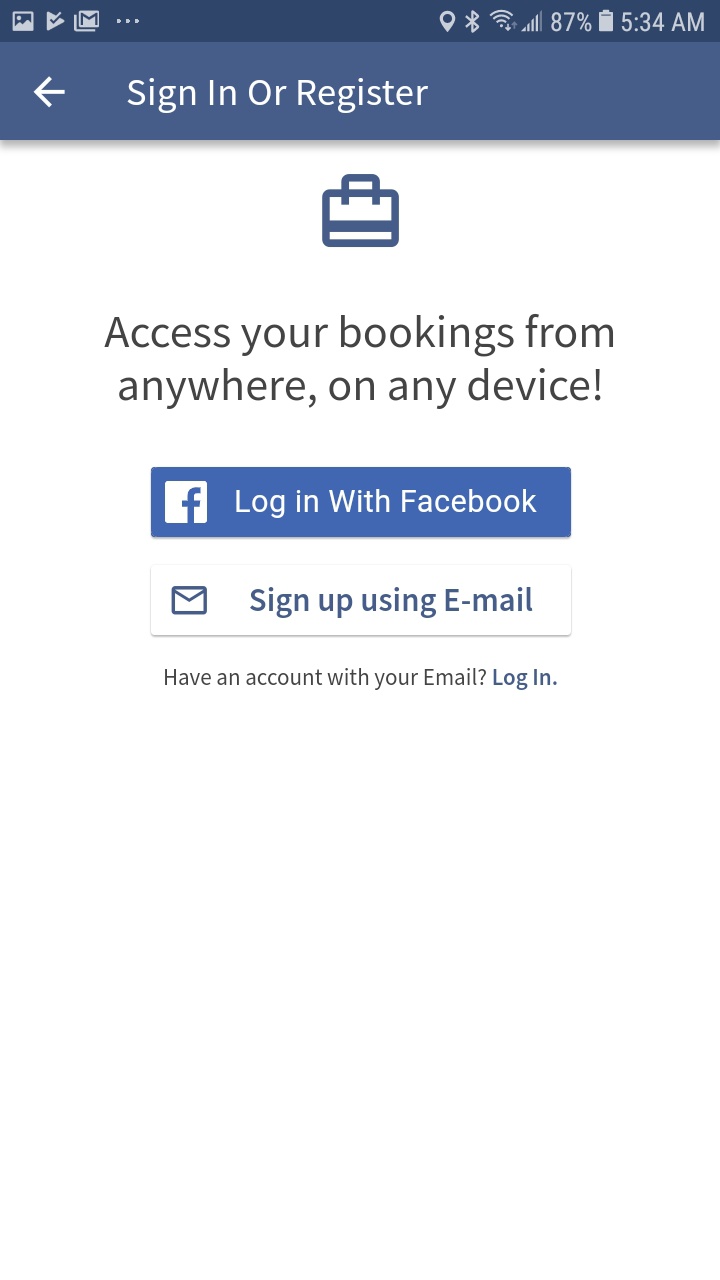 87% 5:34 AM
Sign In Or Register
Access your bookings from
anywhere, on any device!
Log in With Facebook
Sign up using E-mail
Have an account with your Email? Log In.